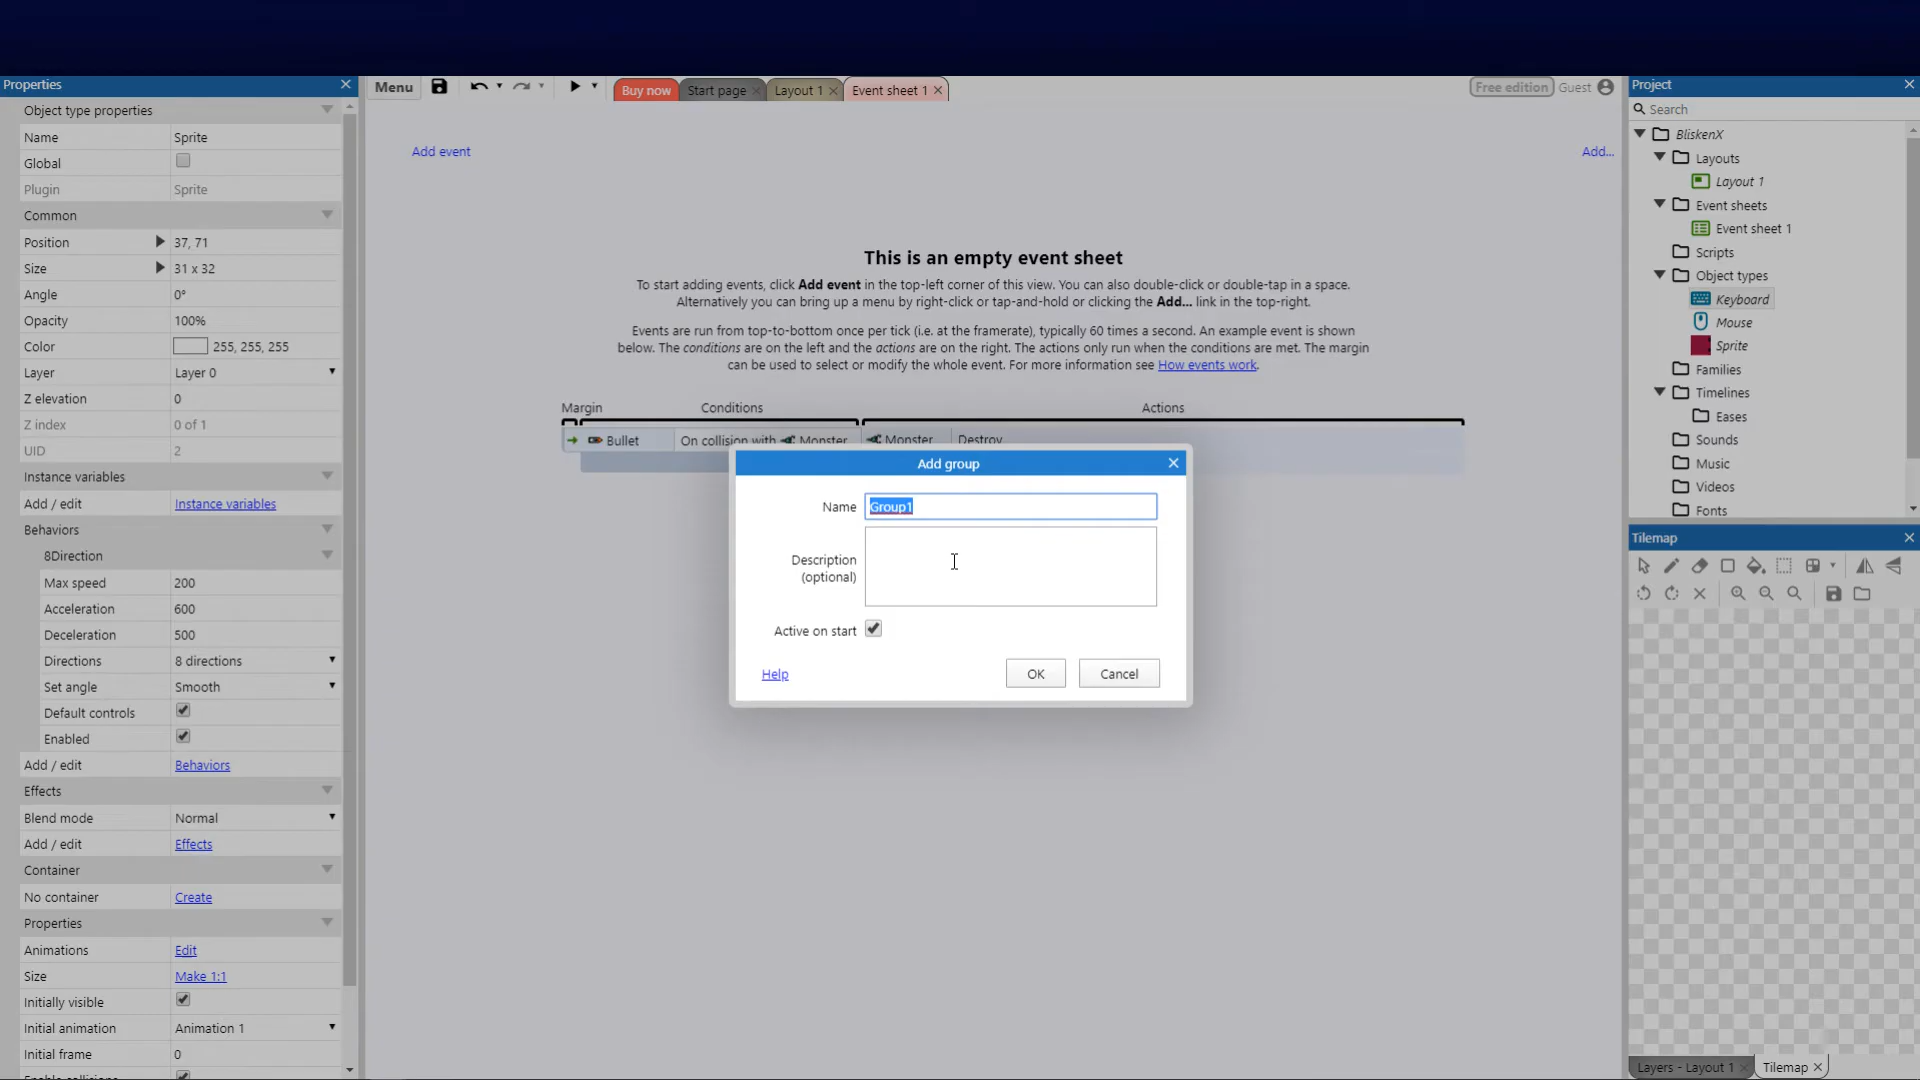 Properties
Object type properties
Name Sprite
Global
Plugin Sprite
Common
Position 37, 71
Size 31 x 32
Angle 0°
Opacity 100%
Color 255, 255, 255
Layer Layer 0
Z elevation 0
Z index 0 of 1
UID 2
Instance variables
Add / edit Instance variables
Behaviors
8Direction
Max speed 200
Acceleration 600
Deceleration 500
Directions 8 directions
Set angle Smooth
Default controls
Enabled
Add / edit Behaviors
Effects
Blend mode Normal
Add / edit Effects
Container
No container Create
Properties
Animations Edit
Size Make 1:1
Initially visible
Initial animation Animation 1
Initial frame 0
Enable collisions
Menu
Buy now
Start page
Layout 1
Event sheet 1
Free edition
Guest
Add event
Add...
This is an empty event sheet
To start adding events, click Add event in the top-left corner of this view. You can also double-click or double-tap in a space.
Alternatively you can bring up a menu by right-click or tap-and-hold or clicking the Add... link in the top-right.
Events are run from top-to-bottom once per tick (i.e. at the framerate), typically 60 times a second. An example event is shown
below. The conditions are on the left and the actions are on the right. The actions only run when the conditions are met. The margin
can be used to select or modify the whole event. For more information see How events work.
Margin Conditions Actions
Bullet On collision with Monster Monster Destroy
Add group
Name Group1
Description
(optional)
Active on start
Help OK Cancel
Project
Search
BliskenX
Layouts
Layout 1
Event sheets
Event sheet 1
Scripts
Object types
Keyboard
Mouse
Sprite
Families
Timelines
Eases
Sounds
Music
Videos
Fonts
Tilemap
Layers - Layout 1
Tilemap